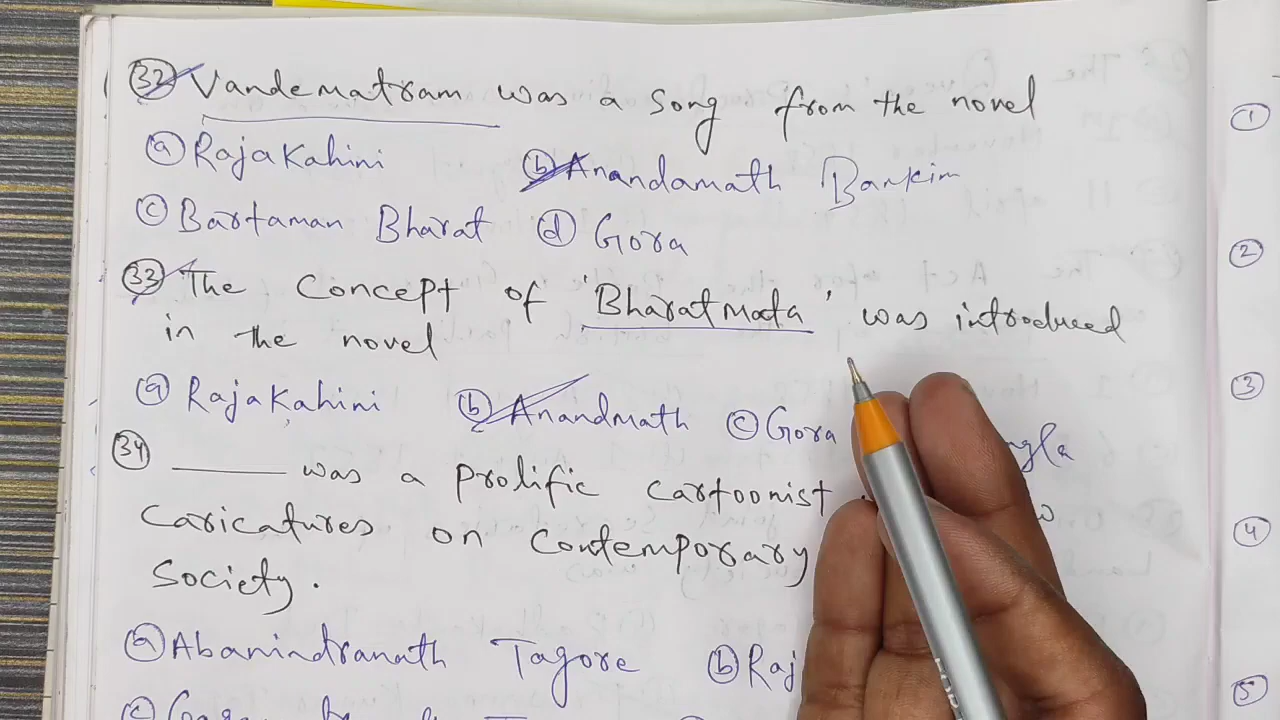 32 Vandematram was a song from the novel
a Rajakahini b Anandamath Bankim
c Bartaman Bharat d Gora
33 The Concept of 'Bharatmata' was introduced
in the novel
a Rajakahini b Anandmath c Gora
34 ______ was a prolific cartoonist
caricatures on contemporary
society.
a Abanindranath Tagore b Raj
1
2
3
4
5